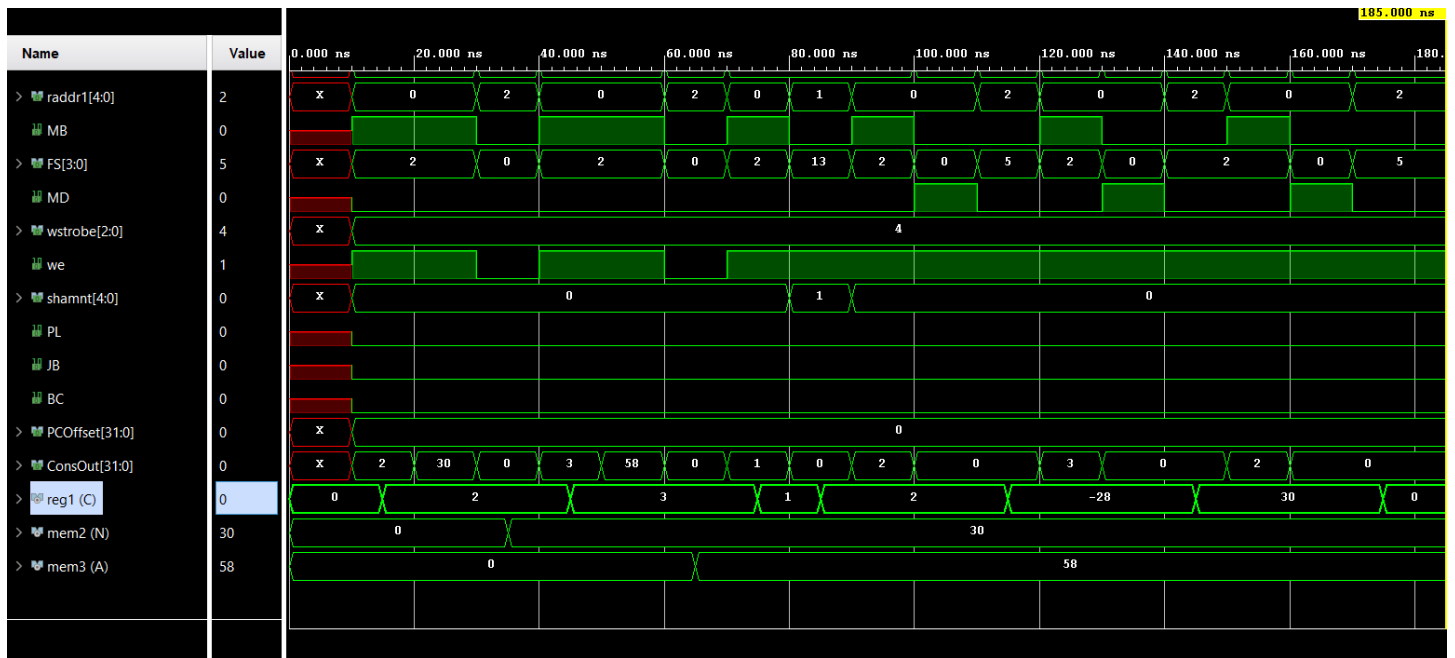 185.000 ns
Name Value 0.000 ns 20.000 ns 40.000 ns 60.000 ns 80.000 ns 100.000 ns 120.000 ns 140.000 ns 160.000 ns 180.
raddr1[4:0] 2 X 0 2 0 2 0 1 0 2 0 2 0 2
MB 0
FS[3:0] 5 X 2 0 2 0 2 13 2 0 5 2 0 2 0 5
MD 0
wstrobe[2:0] 4 X 4
we 1
shamnt[4:0] 0 X 0 1 0
PL 0
JB 0
BC 0
PCOffset[31:0] 0 X 0
ConsOut[31:0] 0 X 2 30 0 3 58 0 1 0 2 0 3 0 2 0
reg1 (C) 0 0 2 3 1 2 -28 30 0
mem2 (N) 30 0 30
mem3 (A) 58 0 58